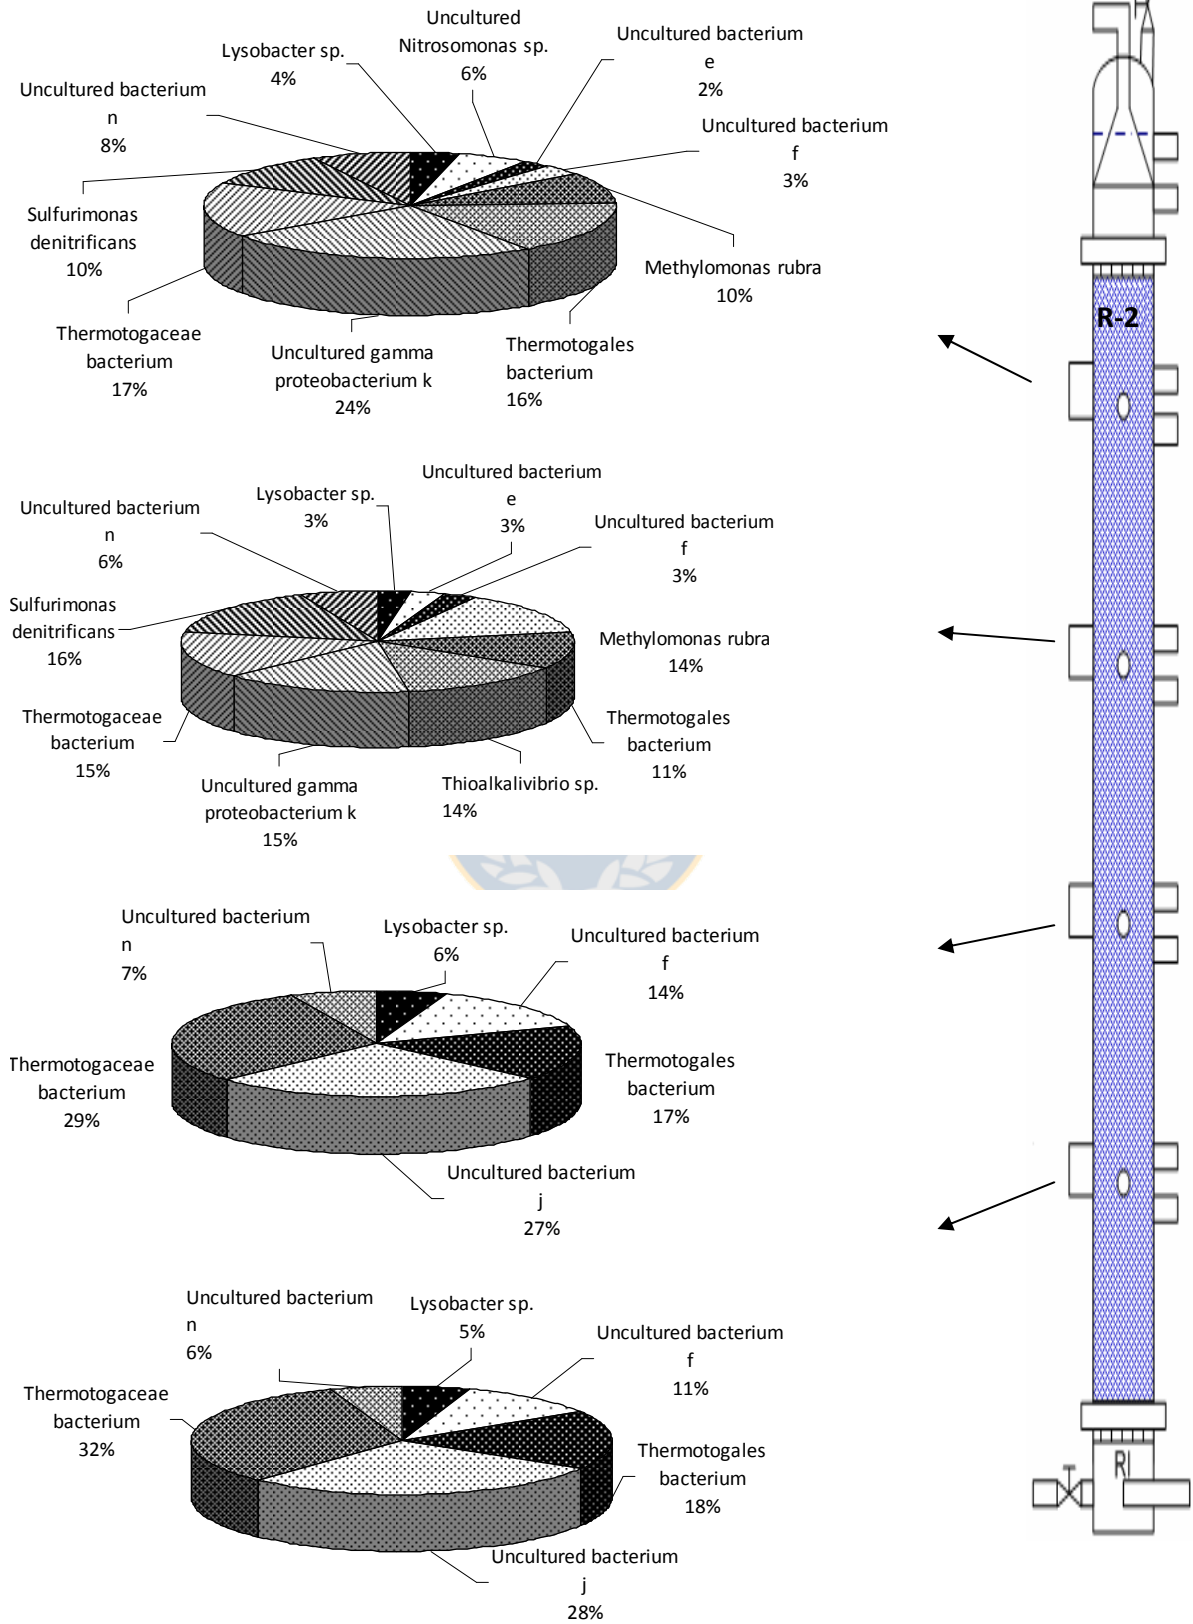 Uncultured
Nitrosomonas sp.
6%
Lysobacter sp.
4%
Uncultured bacterium
e
2%
Uncultured bacterium
n
8%
Uncultured bacterium
f
3%
Sulfurimonas
denitrificans
10%
Methylomonas rubra
10%
Thermotogaceae
bacterium
17%
Uncultured gamma
proteobacterium k
24%
Thermotogales
bacterium
16%
R-2
Uncultured bacterium
e
3%
Lysobacter sp.
3%
Uncultured bacterium
n
6%
Uncultured bacterium
f
3%
Sulfurimonas
denitrificans
16%
Methylomonas rubra
14%
Thermotogaceae
bacterium
15%
Thermotogales
bacterium
11%
Uncultured gamma
proteobacterium k
15%
Thioalkalivibrio sp.
14%
Uncultured bacterium
n
7%
Lysobacter sp.
6%
Uncultured bacterium
f
14%
Thermotogaceae
bacterium
29%
Thermotogales
bacterium
17%
Uncultured bacterium
j
27%
Uncultured bacterium
n
6%
Lysobacter sp.
5%
Uncultured bacterium
f
11%
Thermotogaceae
bacterium
32%
Thermotogales
bacterium
18%
Uncultured bacterium
j
28%